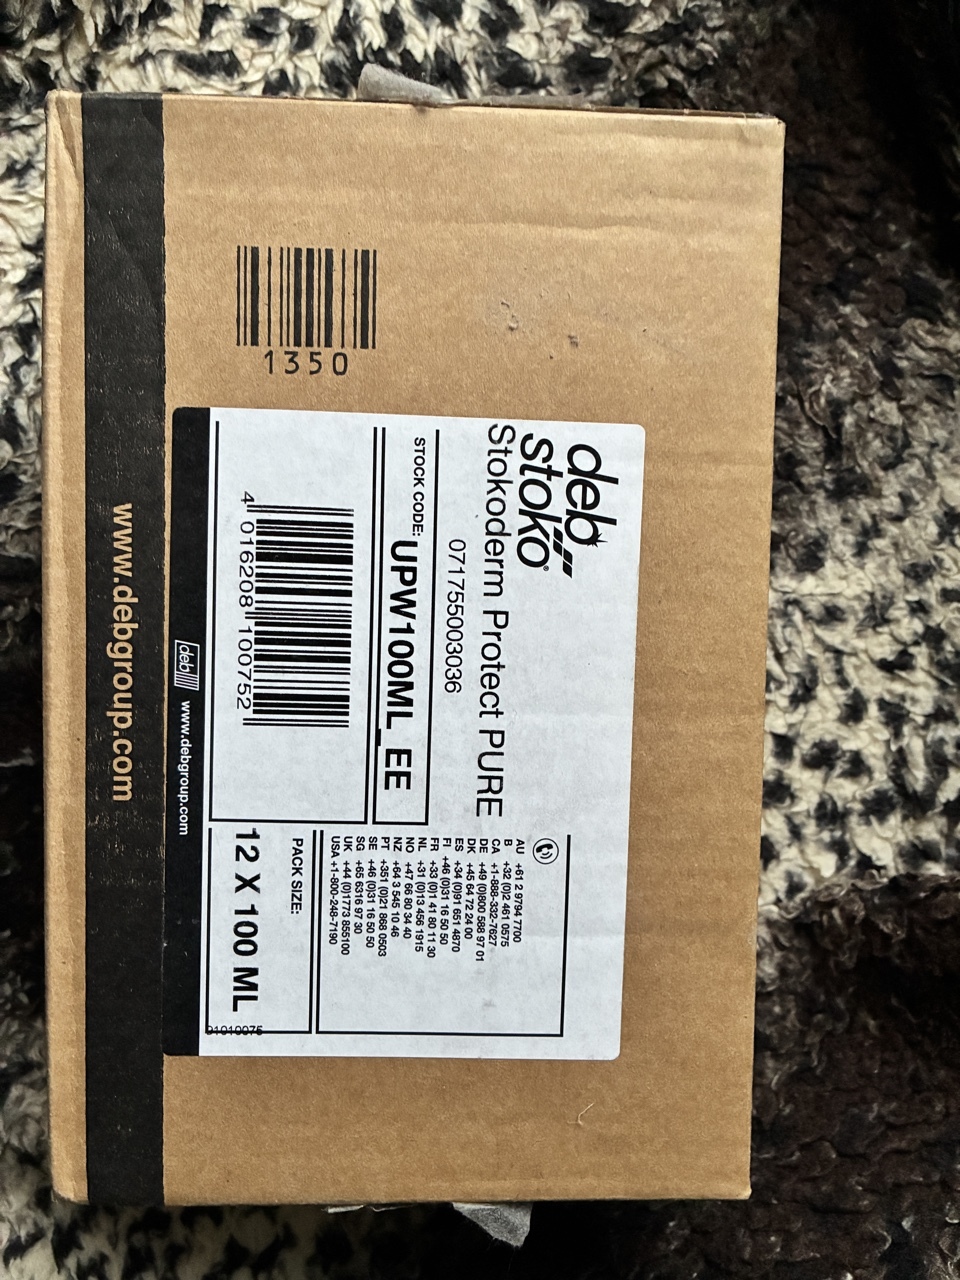 1350
deb
stoko®
Stokoderm Protect PURE
071755003036
STOCK CODE: UPW100ML_EE
4 016208 100752
AU +61 2 9794 7700
B +32 (0)2 461 0575
CA +1-888-332-7627
DE +49 (0)800 588 97 01
DK +45 64 72 24 00
ES +34 (0)91 651 4870
FI +46 (0)31 16 50 50
FR +33 (0)1 41 80 11 30
NL +31 (0)13 456 1915
NO +47 66 80 34 40
NZ +64 3 545 10 46
PT +351 (0)21 868 0503
SE +46 (0)31 16 50 50
SG +65 6316 97 30
UK +44 (0)1773 855100
USA +1-800-248-7190
PACK SIZE:
12 X 100 ML
01010075
deb www.debgroup.com
www.debgroup.com